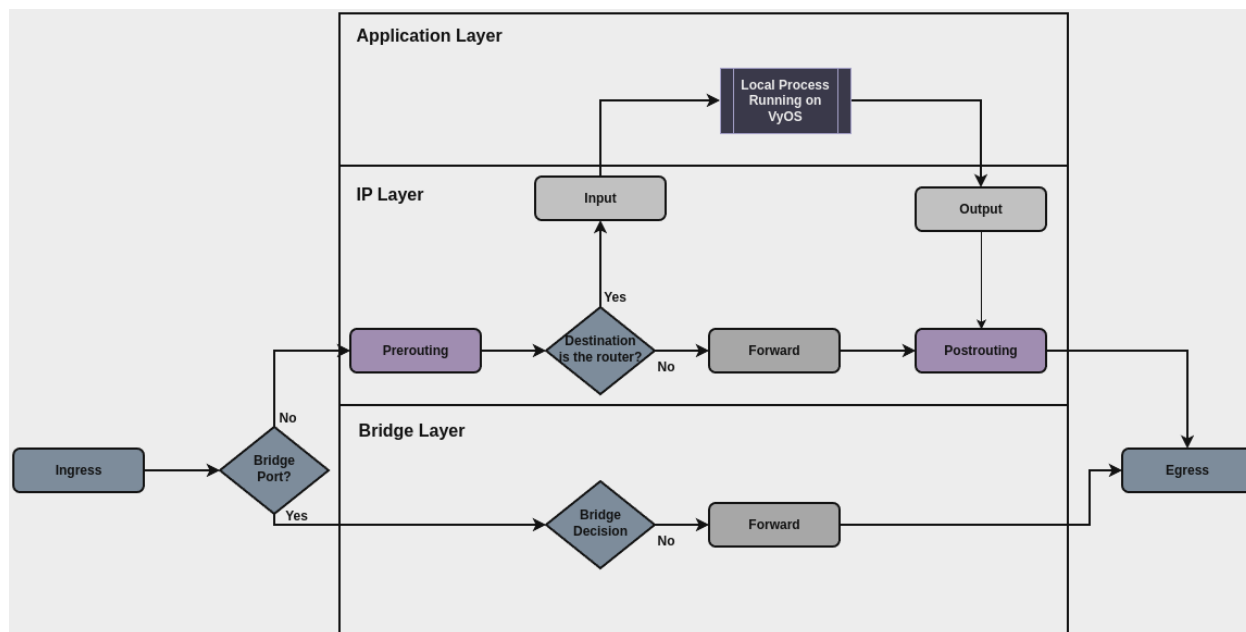 Application Layer
Local Process
Running on
VyOS
IP Layer
Input
Output
Yes
Prerouting
Destination
is the router?
No
Forward
Postrouting
Bridge Layer
No
Ingress
Bridge
Port?
Yes
Bridge
Decision
No
Forward
Egress